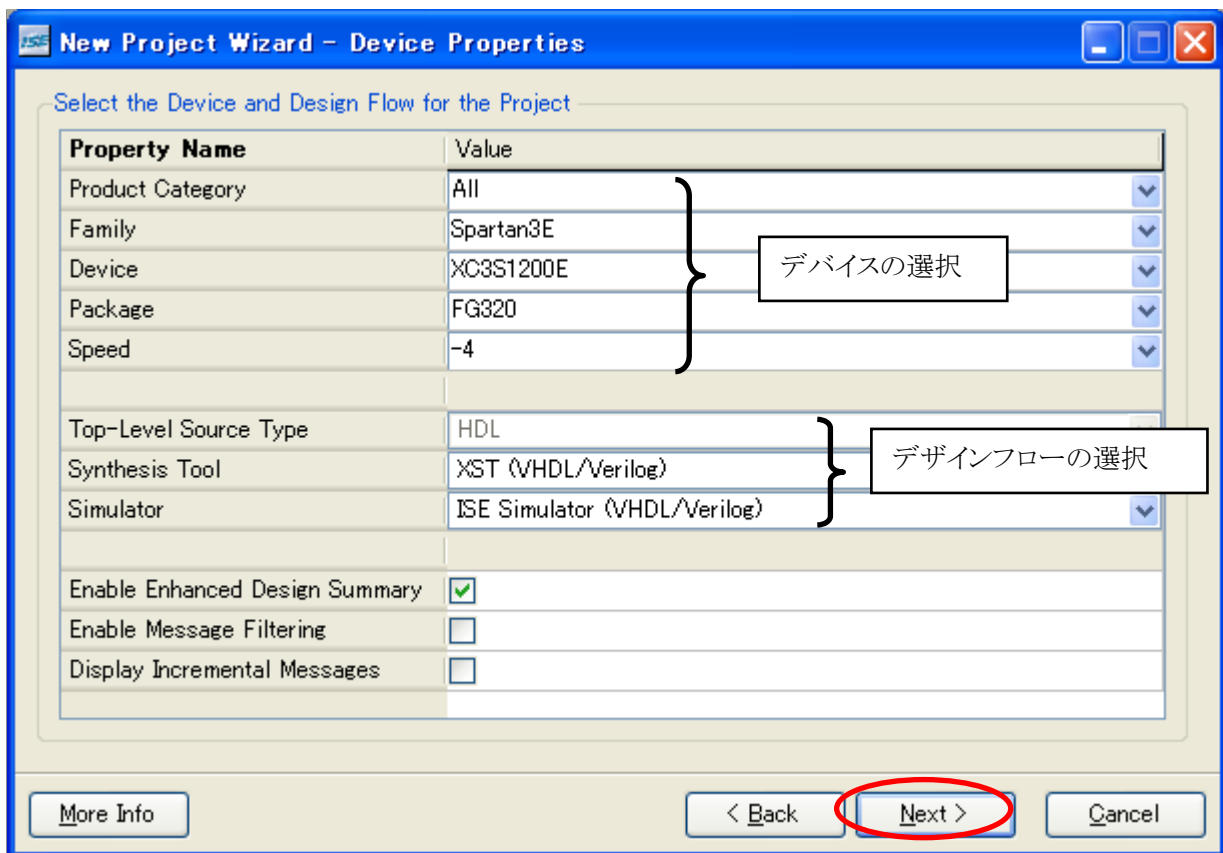 ISE New Project Wizard - Device Properties
Select the Device and Design Flow for the Project
Property Name Value
Product Category All
Family Spartan3E
Device XC3S1200E
デバイスの選択
Package FG320
Speed -4
Top-Level Source Type HDL
Synthesis Tool XST (VHDL/Verilog)
デザインフローの選択
Simulator ISE Simulator (VHDL/Verilog)
Enable Enhanced Design Summary
Enable Message Filtering
Display Incremental Messages
More Info < Back Next > Cancel